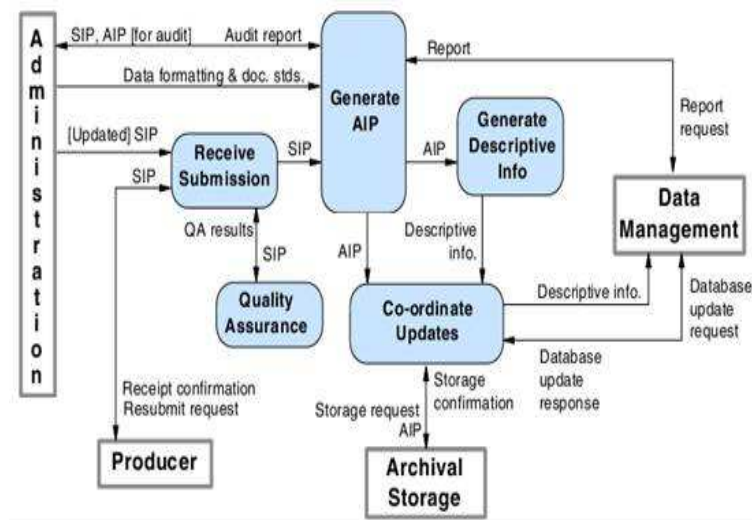 Administration
SIP, AIP [for audit]
Audit report
Data formatting & doc. stds.
[Updated] SIP
SIP
Receive
Submission
SIP
Generate
AIP
AIP
Generate
Descriptive
Info
Report
Report
request
Data
Management
QA results
SIP
Quality
Assurance
AIP
Descriptive
info.
Co-ordinate
Updates
Descriptive info.
Database
update
request
Database
update
response
Receipt confirmation
Resubmit request
Producer
Storage
confirmation
Storage request
AIP
Archival
Storage